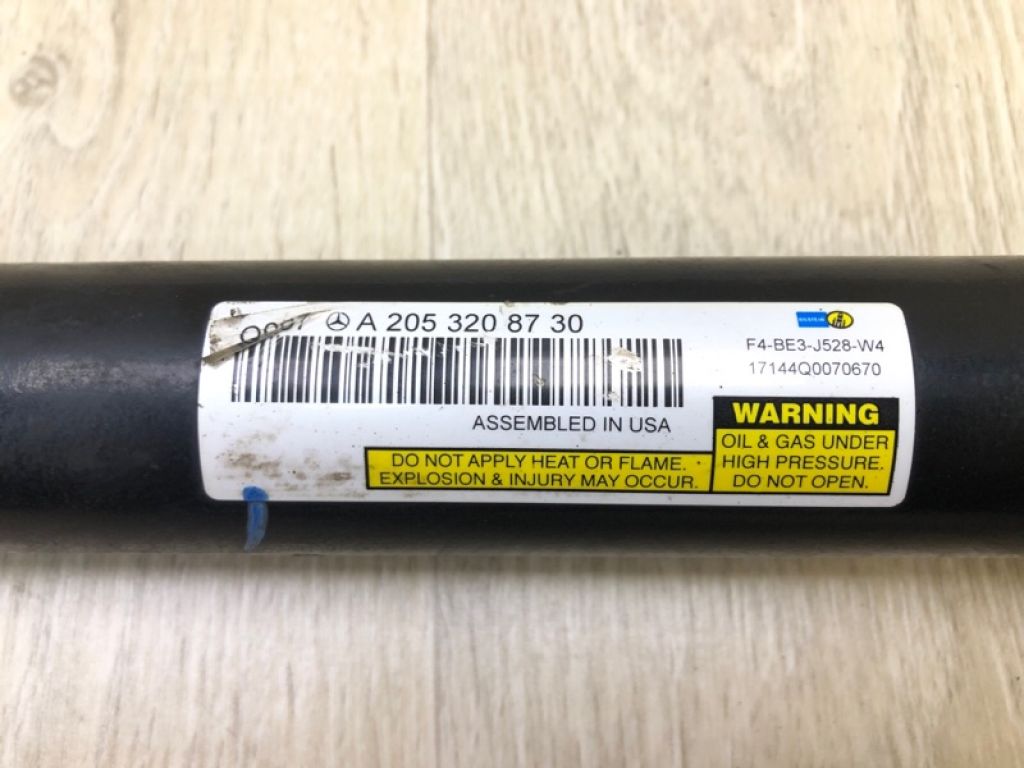 A 205 320 87 30
BILSTEIN
F4-BE3-J528-W4
17144Q0070670
ASSEMBLED IN USA
WARNING
OIL & GAS UNDER
HIGH PRESSURE.
DO NOT OPEN.
DO NOT APPLY HEAT OR FLAME.
EXPLOSION & INJURY MAY OCCUR.